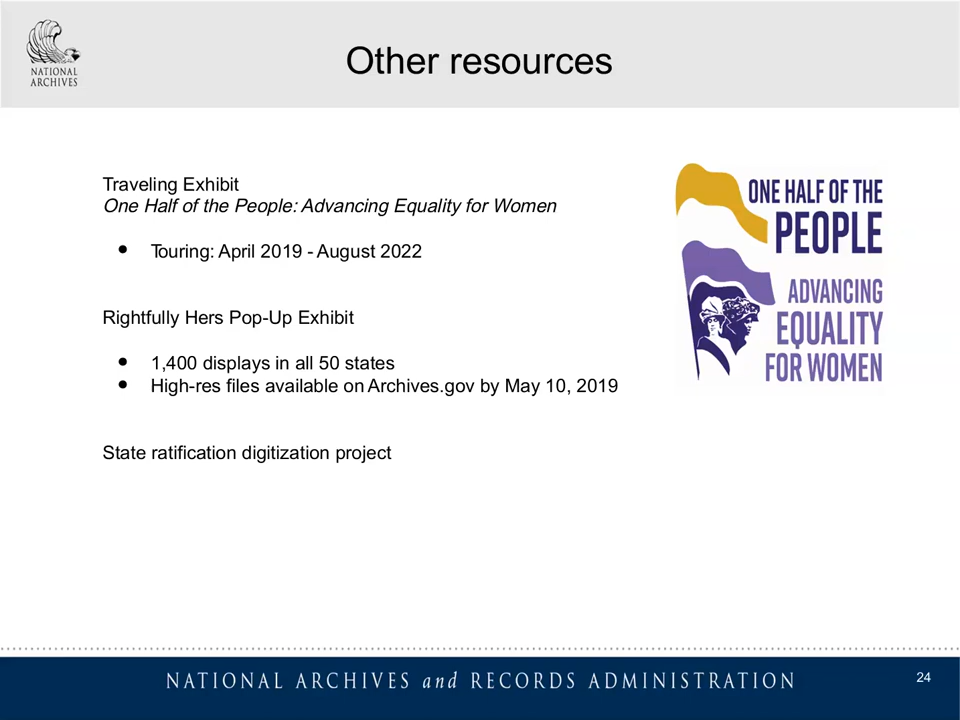 NATIONAL
ARCHIVES
Other resources
Traveling Exhibit
One Half of the People: Advancing Equality for Women
• Touring: April 2019 - August 2022
Rightfully Hers Pop-Up Exhibit
• 1,400 displays in all 50 states
• High-res files available on Archives.gov by May 10, 2019
State ratification digitization project
ONE HALF OF THE
PEOPLE
ADVANCING
EQUALITY
FOR WOMEN
NATIONAL ARCHIVES and RECORDS ADMINISTRATION
24